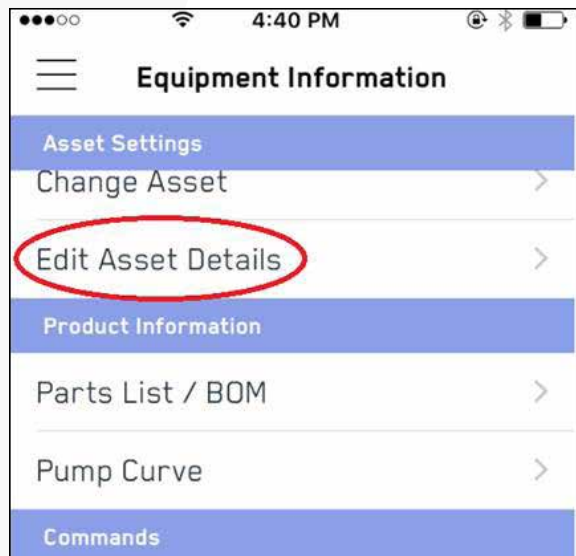 4:40 PM
Equipment Information
Asset Settings
Change Asset
Edit Asset Details
Product Information
Parts List / BOM
Pump Curve
Commands